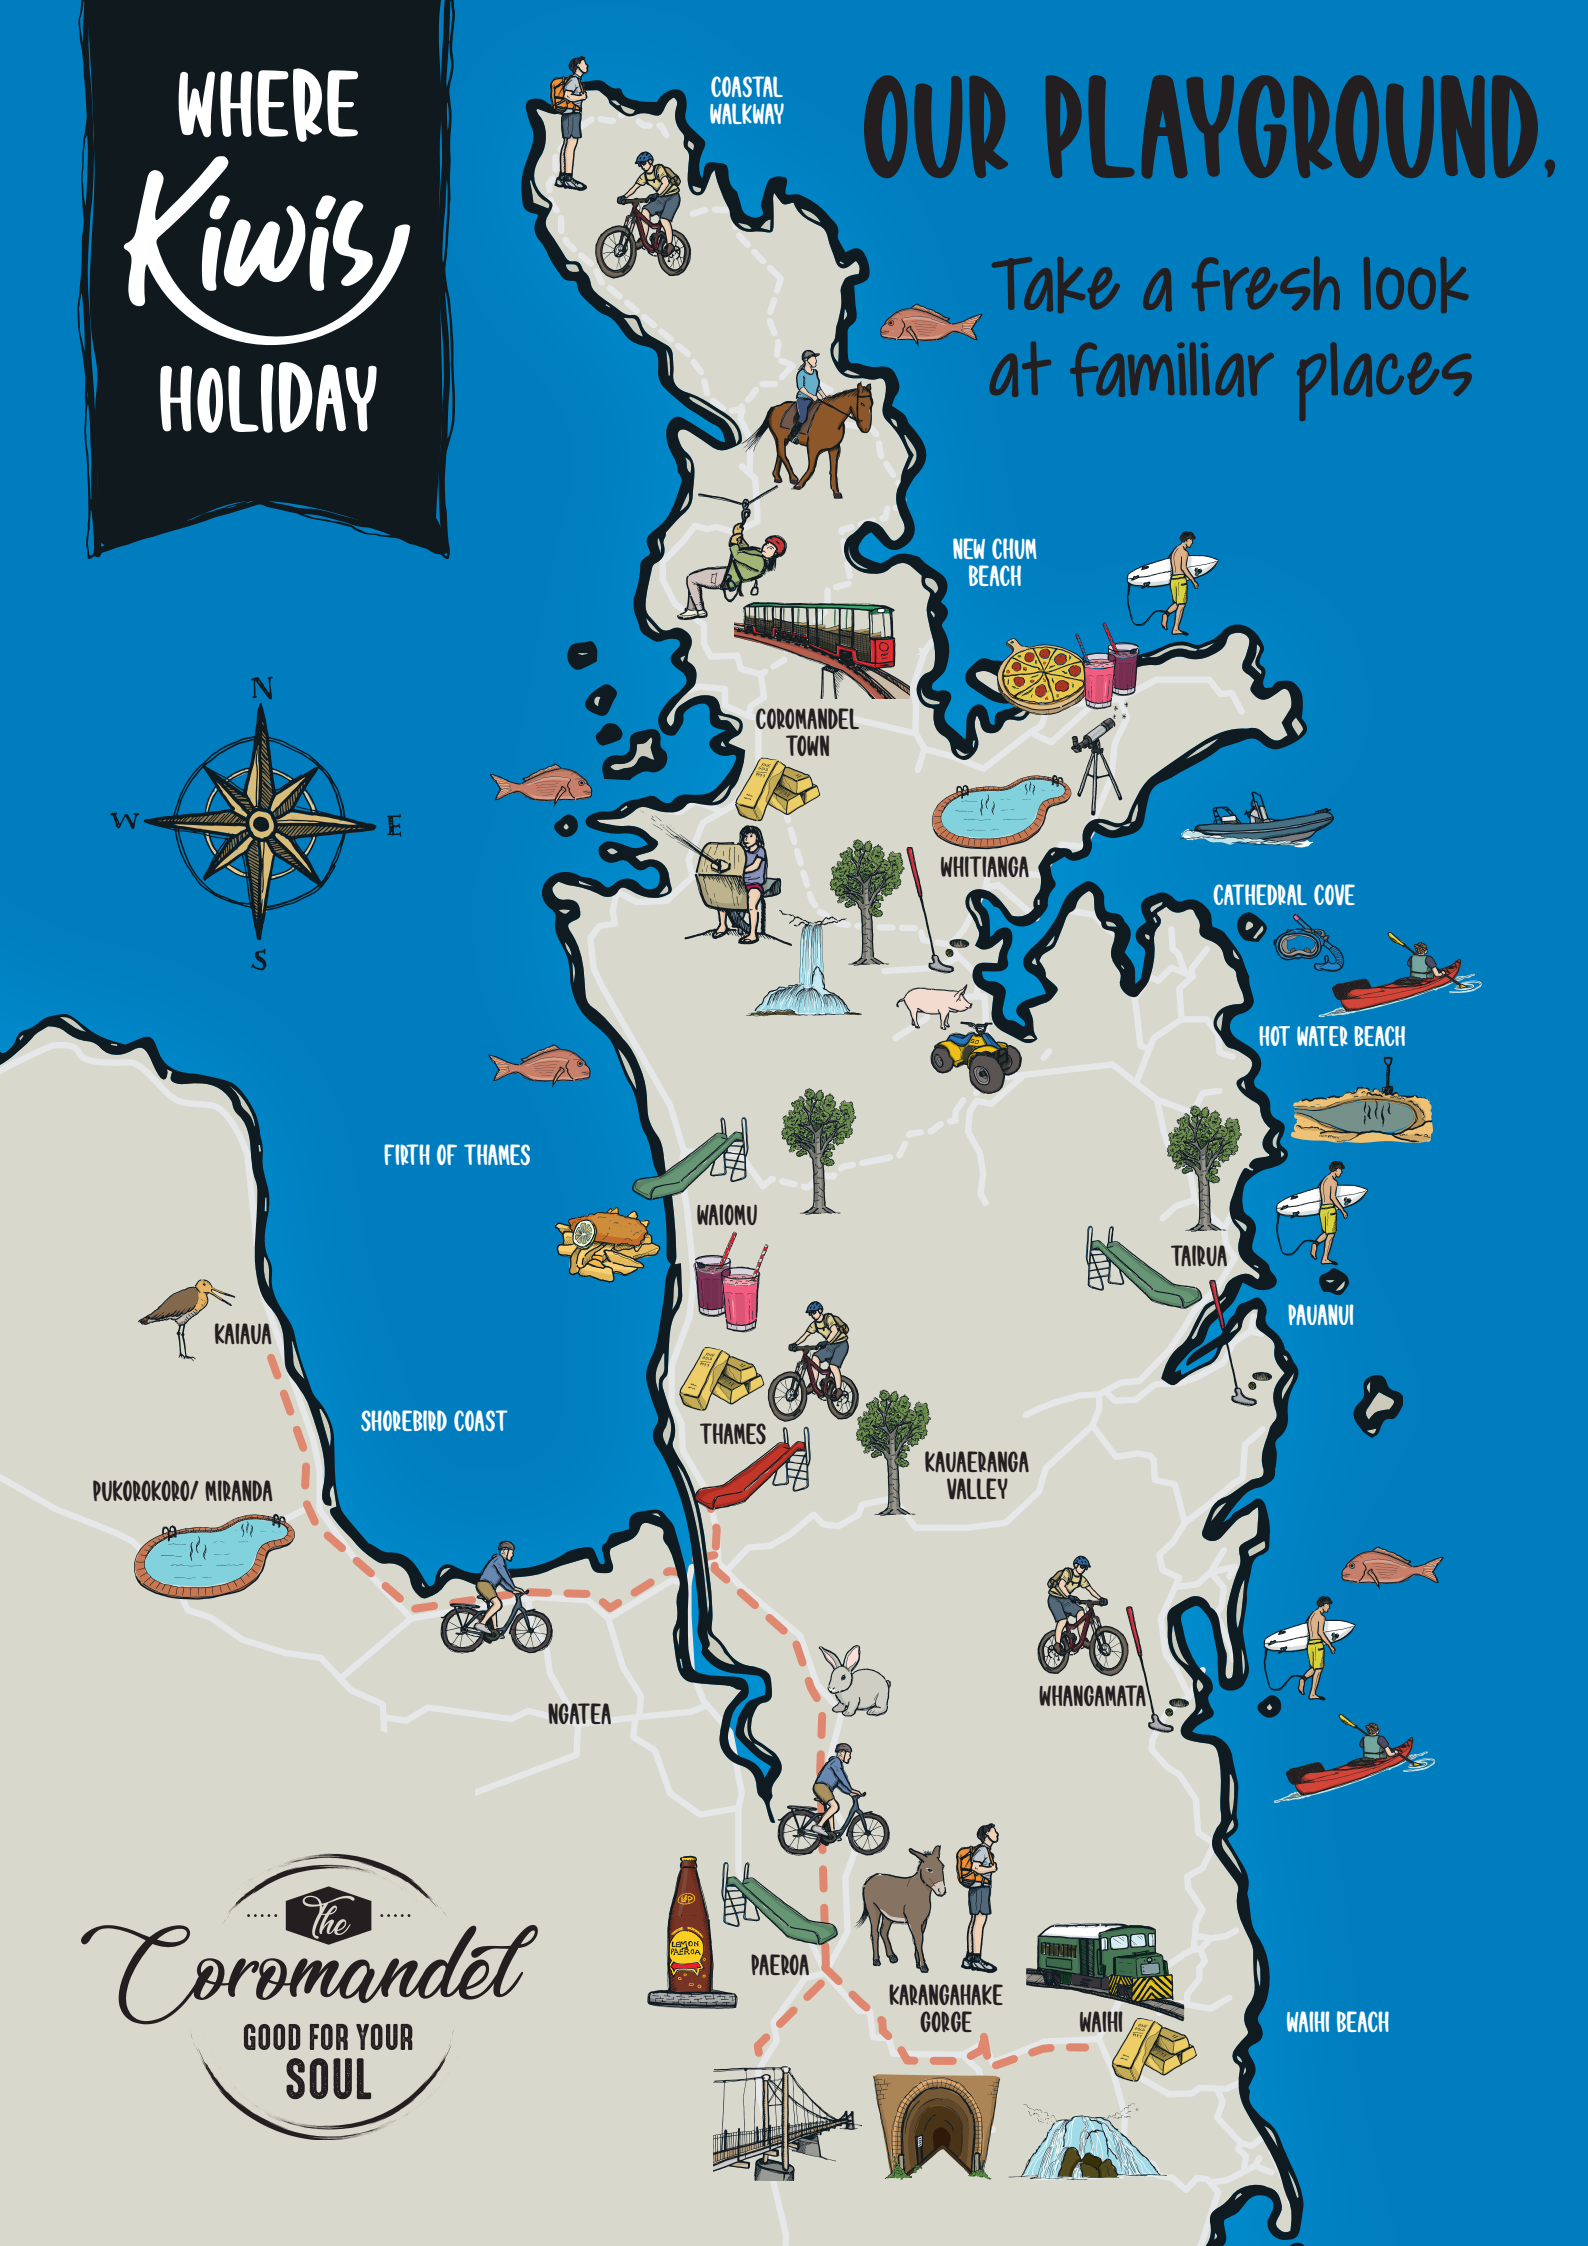 WHERE
Kiwis
HOLIDAY
COASTAL
WALKWAY
OUR PLAYGROUND,
Take a fresh look
at familiar places
NEW CHUM
BEACH
N
W
E
S
COROMANDEL
TOWN
WHITIANGA
CATHEDRAL COVE
HOT WATER BEACH
FIRTH OF THAMES
WAIOMU
TAIRUA
PAUANUI
KAIAUA
SHOREBIRD COAST
THAMES
KAUAERANGA
VALLEY
PUKOROKORO/ MIRANDA
WHANGAMATA
NGATEA
L&P
LEMON
PAEROA
PAEROA
KARANGAHAKE
GORGE
WAIHI
WAIHI BEACH
The
Coromandel
GOOD FOR YOUR
SOUL